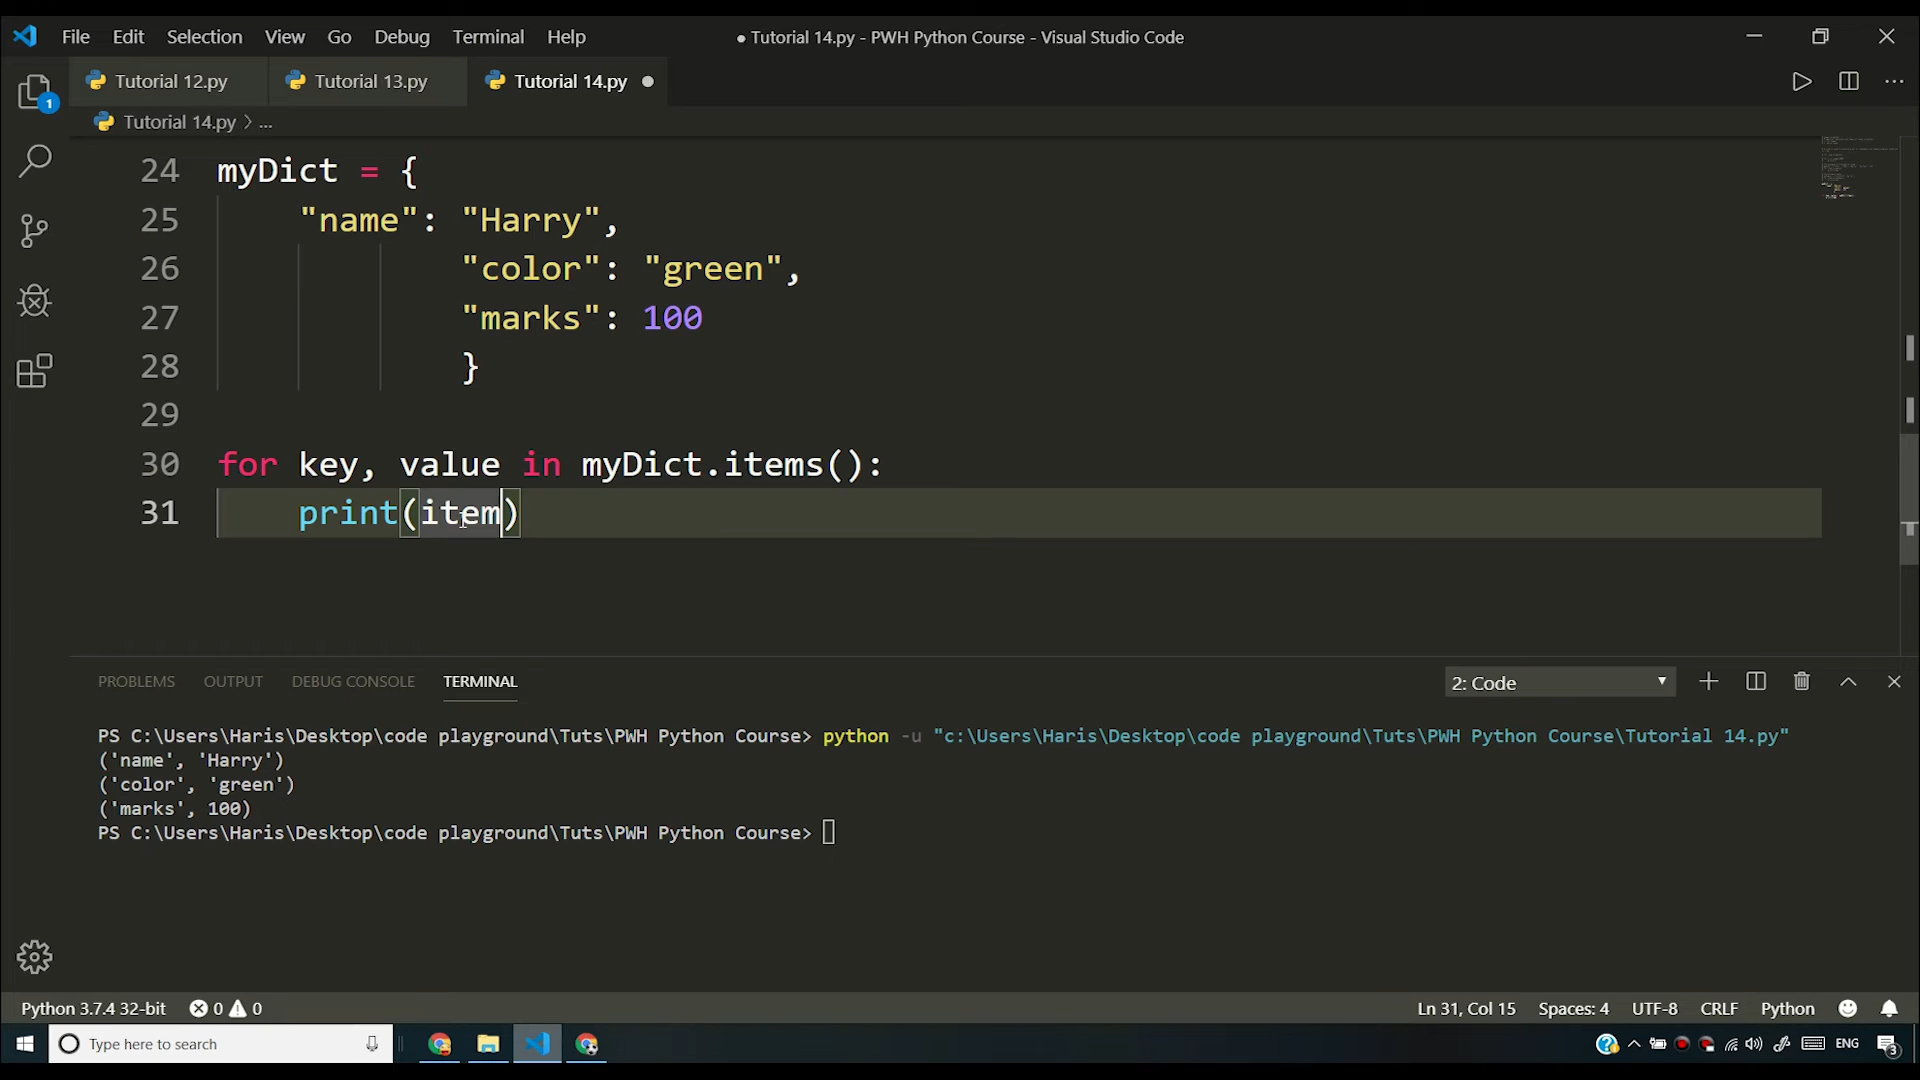 File Edit Selection View Go Debug Terminal Help
● Tutorial 14.py - PWH Python Course - Visual Studio Code
Tutorial 12.py
Tutorial 13.py
Tutorial 14.py ●
1
Tutorial 14.py > ...
24 myDict = {
25 "name": "Harry",
26 "color": "green",
27 "marks": 100
28 }
29
30 for key, value in myDict.items():
31 print(item)
PROBLEMS OUTPUT DEBUG CONSOLE TERMINAL 2: Code
PS C:\Users\Haris\Desktop\code playground\Tuts\PWH Python Course> python -u "c:\Users\Haris\Desktop\code playground\Tuts\PWH Python Course\Tutorial 14.py"
('name', 'Harry')
('color', 'green')
('marks', 100)
PS C:\Users\Haris\Desktop\code playground\Tuts\PWH Python Course>
Python 3.7.4 32-bit 0 0 Ln 31, Col 15 Spaces: 4 UTF-8 CRLF Python
Type here to search ENG 3